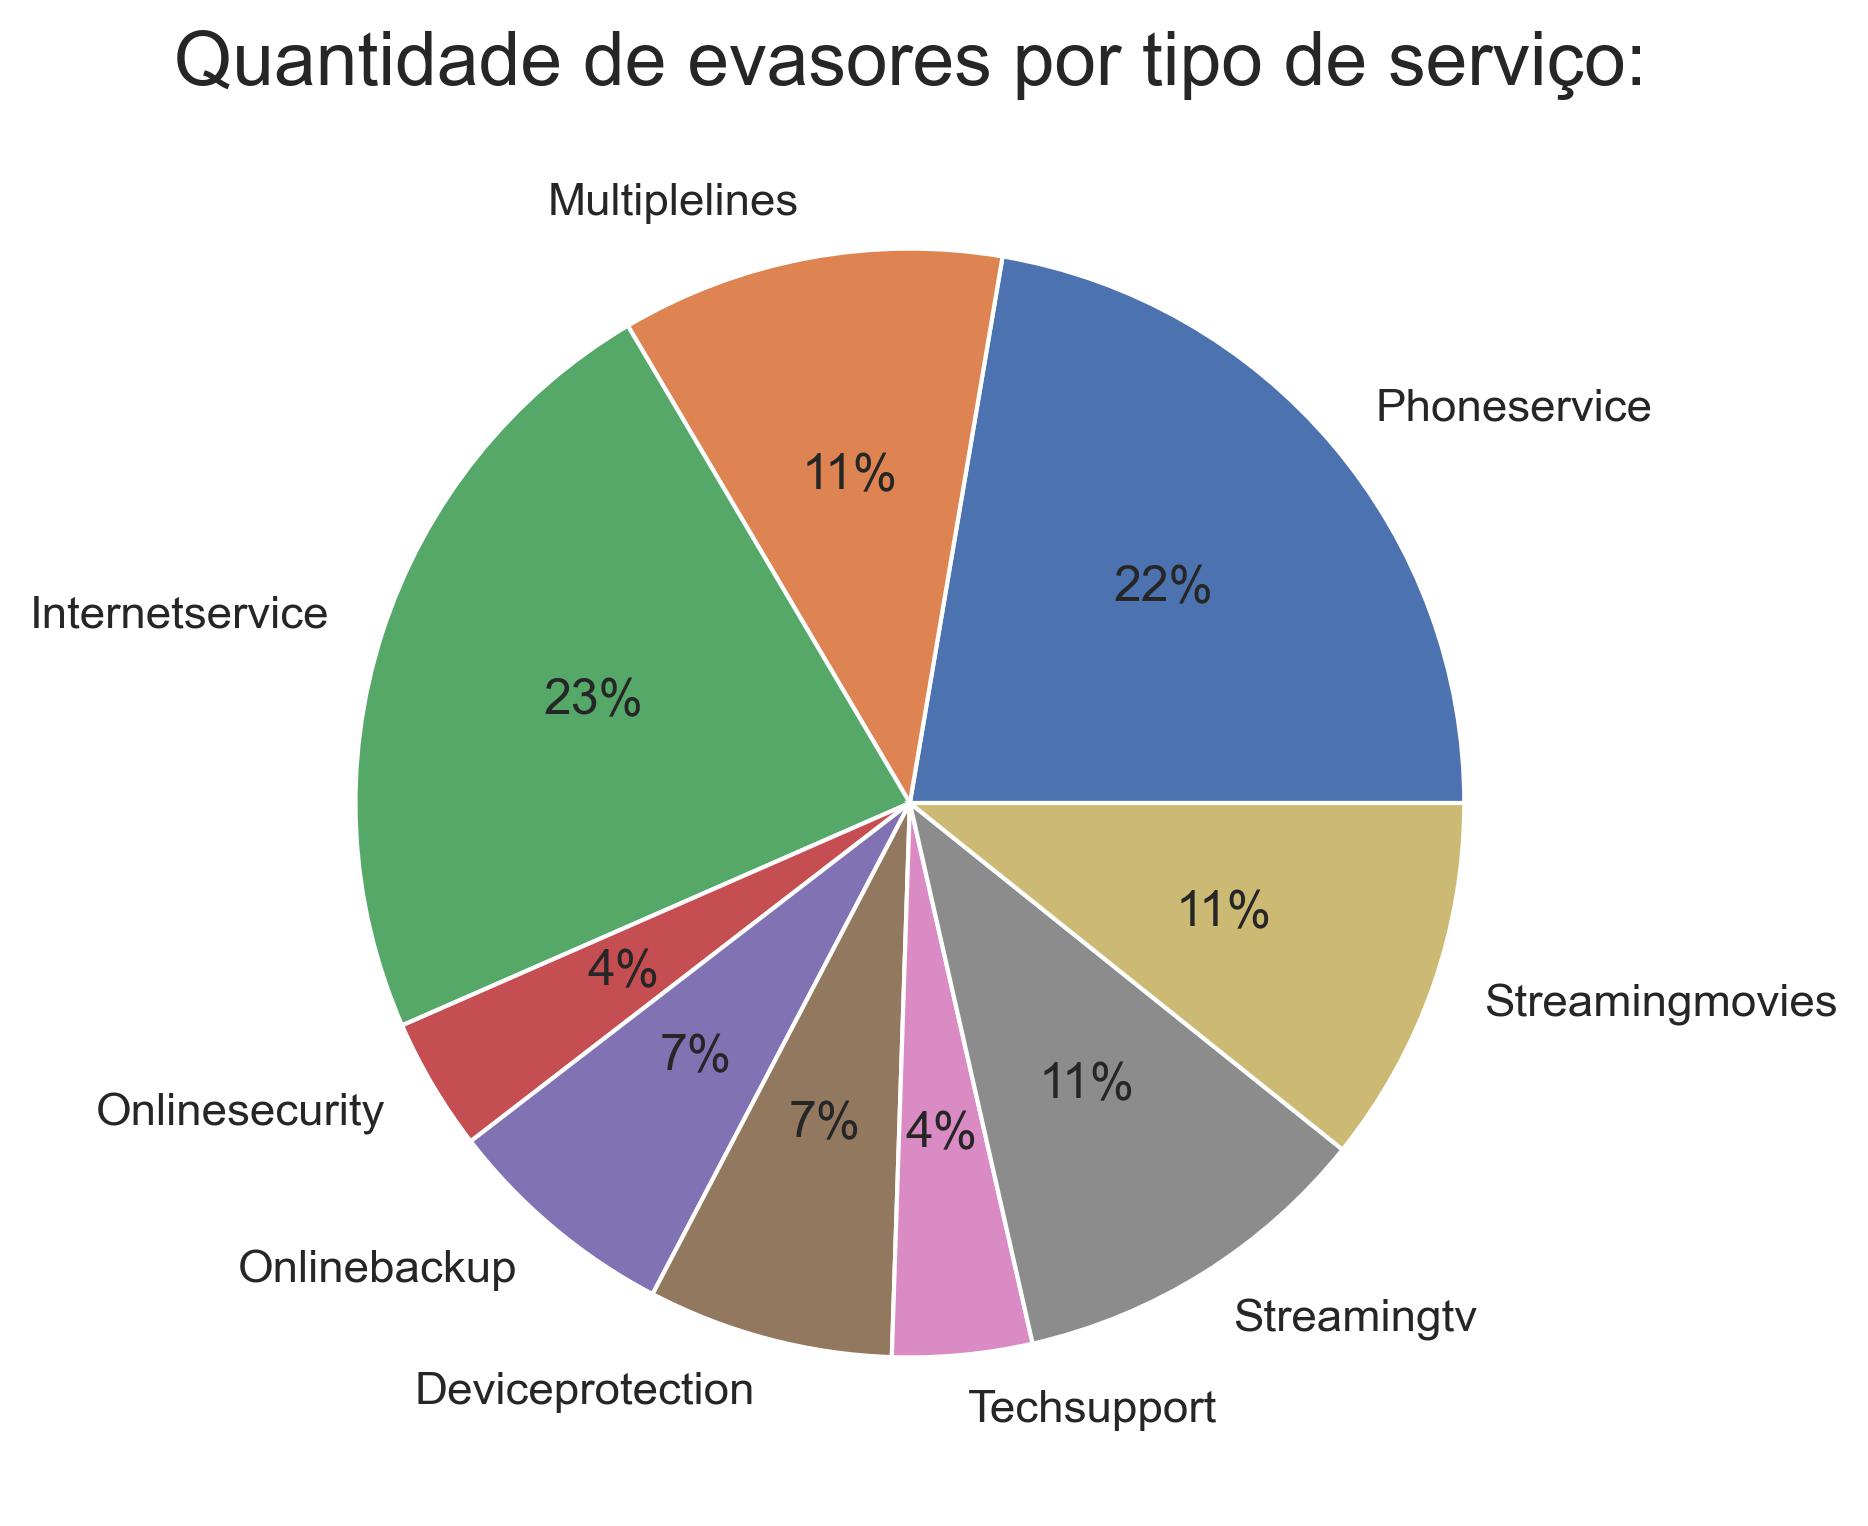 Quantidade de evasores por tipo de serviço:
Multiplelines
Phoneservice
11%
22%
Internetservice
23%
11%
4%
Streamingmovies
7%
11%
Onlinesecurity
7%
4%
Onlinebackup
Streamingtv
Deviceprotection
Techsupport